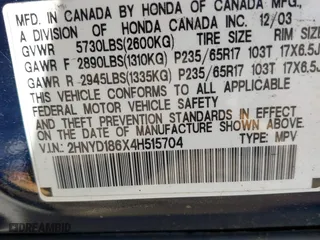 MFD. IN CANADA BY HONDA OF CANADA MFG.,
A DIVISION OF HONDA CANADA INC. 12/03
GVWR 5730LBS(2600KG) TIRE SIZE RIM SIZE
GAWR F 2890LBS(1310KG) P235/65R17 103T 17X6.5J
GAWR R 2945LBS(1335KG) P235/65R17 103T 17X6.5J
THIS VEHICLE CONFORMS TO ALL APPLICABLE
FEDERAL MOTOR VEHICLE SAFETY STANDARDS IN
EFFECT ON THE DATE OF MANUFACTURE SHOWN ABOVE.
V.I.N.: 2HNYD186X4H515704 TYPE: MPV
© DREAMBID